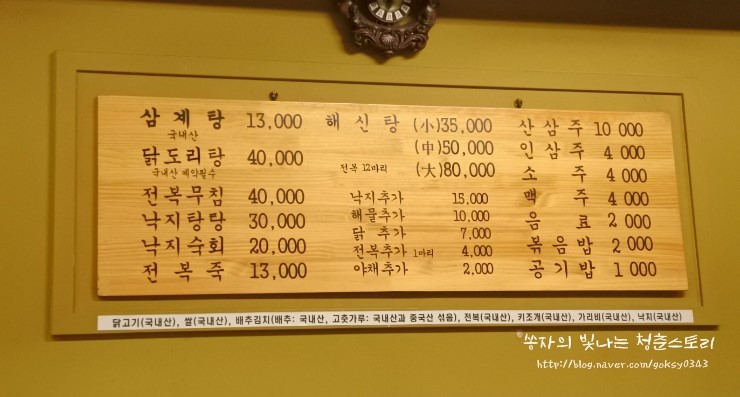 삼계탕 13,000
국내산
닭도리탕 40,000
국내산 예약필수
전복무침 40,000
낙지탕탕 30,000
낙지숙회 20,000
전복죽 13,000
해신탕 (小)35,000
(中)50,000
전복 12마리 (大)80,000
낙지추가 15,000
해물추가 10,000
닭 추가 7,000
전복추가 1마리 4,000
야채추가 2,000
산삼주 10 000
인삼주 4 000
소주 4 000
맥주 4 000
음료 2 000
볶음밥 2 000
공기밥 1 000
닭고기(국내산), 쌀(국내산), 배추김치(배추: 국내산, 고춧가루: 국내산과 중국산 섞음), 전복(국내산), 키조개(국내산), 가리비(국내산), 낙지(국내산)
쏭자의 빛나는 청춘스토리
http://blog.naver.com/goksy0343